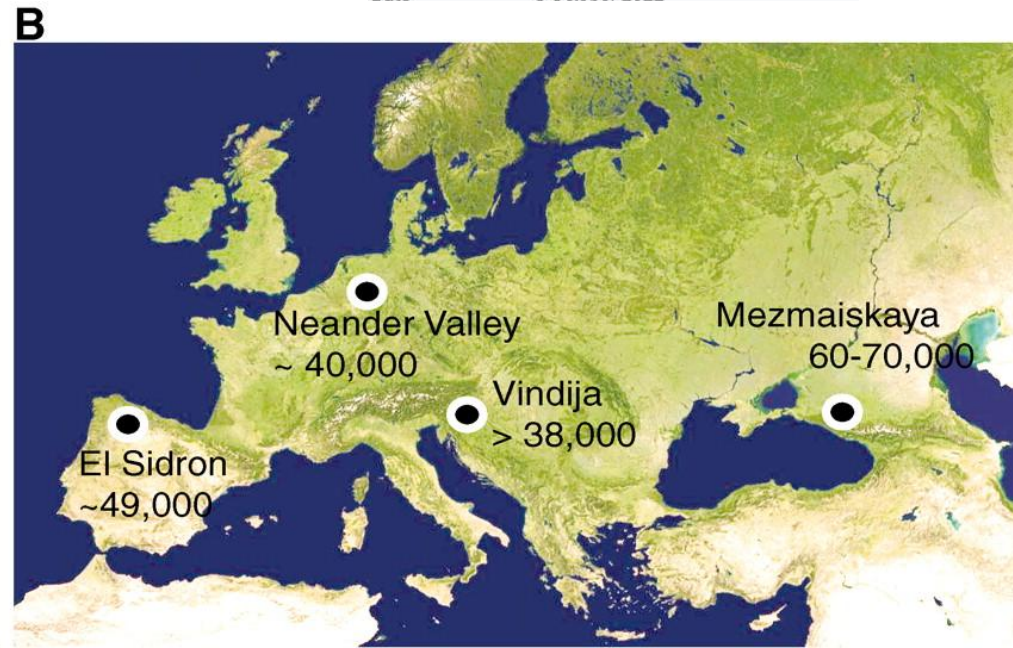 B
Neander Valley
~ 40,000
Mezmaiskaya
60-70,000
Vindija
> 38,000
El Sidron
~49,000